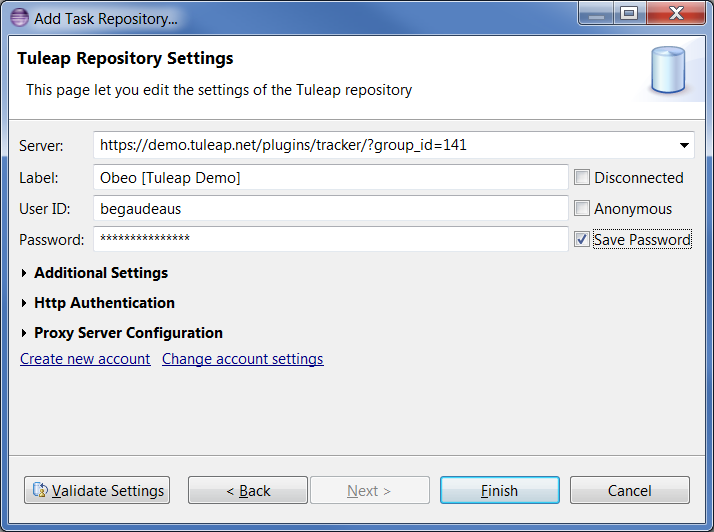 Add Task Repository...
Tuleap Repository Settings
This page let you edit the settings of the Tuleap repository
Server: https://demo.tuleap.net/plugins/tracker/?group_id=141
Label: Obeo [Tuleap Demo] Disconnected
User ID: begaudeaus Anonymous
Password: *************** Save Password
Additional Settings
Http Authentication
Proxy Server Configuration
Create new account Change account settings
Validate Settings < Back Next > Finish Cancel